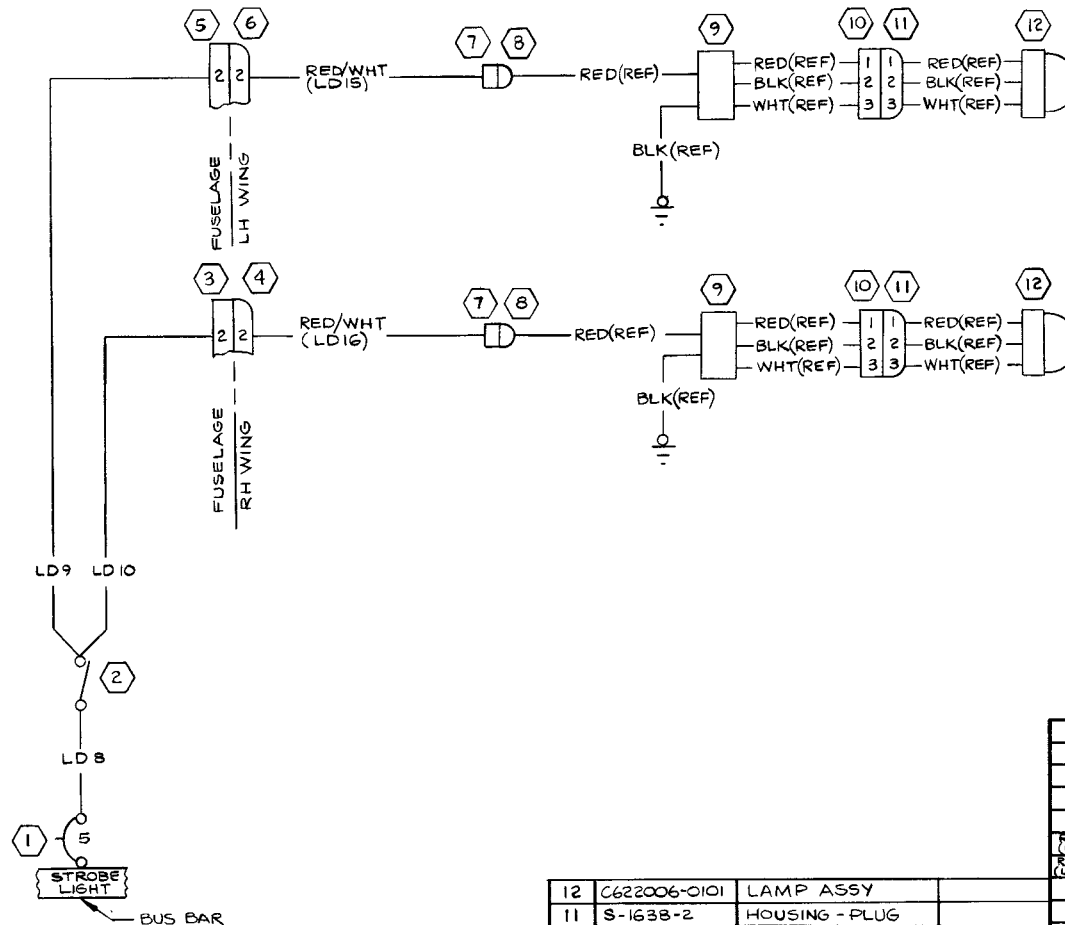 5 6
7 8
9
10 11
12
2 2
RED/WHT
(LD15)
RED(REF)
RED(REF) 1 1 RED(REF)
BLK(REF) 2 2 BLK(REF)
WHT(REF) 3 3 WHT(REF)
BLK(REF)
FUSELAGE
LH WING
3 4
7 8
9
10 11
12
2 2
RED/WHT
(LD16)
RED(REF)
RED(REF) 1 1 RED(REF)
BLK(REF) 2 2 BLK(REF)
WHT(REF) 3 3 WHT(REF)
BLK(REF)
FUSELAGE
RH WING
LD9 LD10
2
LD8
1 5
STROBE
LIGHT
BUS BAR
12 C622006-0101 LAMP ASSY
11 S-1638-2 HOUSING - PLUG